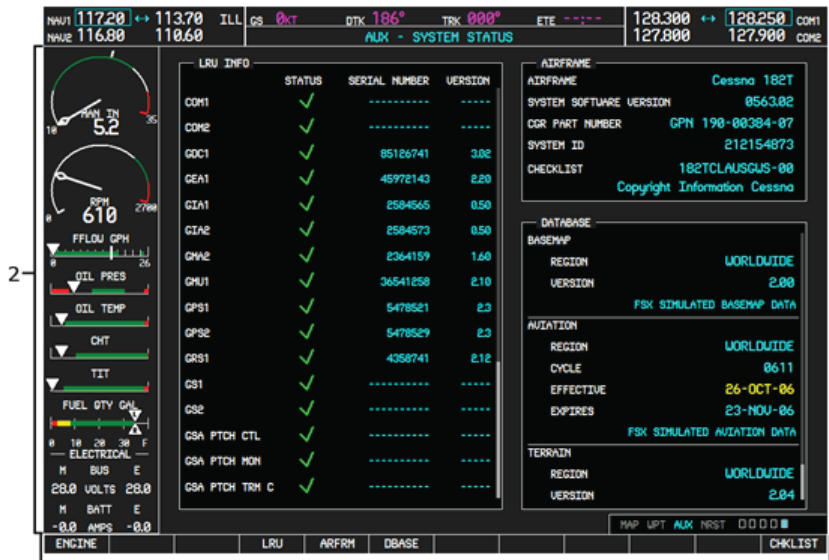 NAV1 117.20 ↔ 113.70 ILL
NAV2 116.80 110.60
GS 0KT DTK 186° TRK 000° ETE --:--
AUX - SYSTEM STATUS
128.300 ↔ 128.250 COM1
127.800 127.900 COM2
2
MAN IN
10 5.2 35
RPM
0 610 2700
FFLOW GPH
0 26
OIL PRES
OIL TEMP
CHT
TIT
FUEL QTY GAL
0 10 20 30 F
ELECTRICAL
M BUS E
28.0 VOLTS 28.0
M BATT E
-0.0 AMPS -0.0
LRU INFO
STATUS SERIAL NUMBER VERSION
COM1 ✓ ---------- -----
COM2 ✓ ---------- -----
GDC1 ✓ 85126741 3.02
GEA1 ✓ 45972143 2.20
GIA1 ✓ 2584565 0.50
GIA2 ✓ 2584573 0.50
GMA2 ✓ 2364159 1.60
GMU1 ✓ 36541258 2.10
GPS1 ✓ 5478521 2.3
GPS2 ✓ 5478529 2.3
GRS1 ✓ 4358741 2.12
GS1 ✓ ---------- -----
GS2 ✓ ---------- -----
GSA PTCH CTL ✓ ---------- -----
GSA PTCH MON ✓ ---------- -----
GSA PTCH TRM C ✓ ---------- -----
AIRFRAME
AIRFRAME Cessna 182T
SYSTEM SOFTWARE VERSION 0563.02
CGR PART NUMBER GPN 190-00384-07
SYSTEM ID 212154873
CHECKLIST 182TCLAUSGUS-00
Copyright Information Cessna
DATABASE
BASEMAP
REGION WORLDWIDE
VERSION 2.00
FSX SIMULATED BASEMAP DATA
AVIATION
REGION WORLDWIDE
CYCLE 0611
EFFECTIVE 26-OCT-06
EXPIRES 23-NOV-06
FSX SIMULATED AVIATION DATA
TERRAIN
REGION WORLDWIDE
VERSION 2.04
MAP WPT AUX NRST
ENGINE LRU ARFRM DBASE CHKLIST